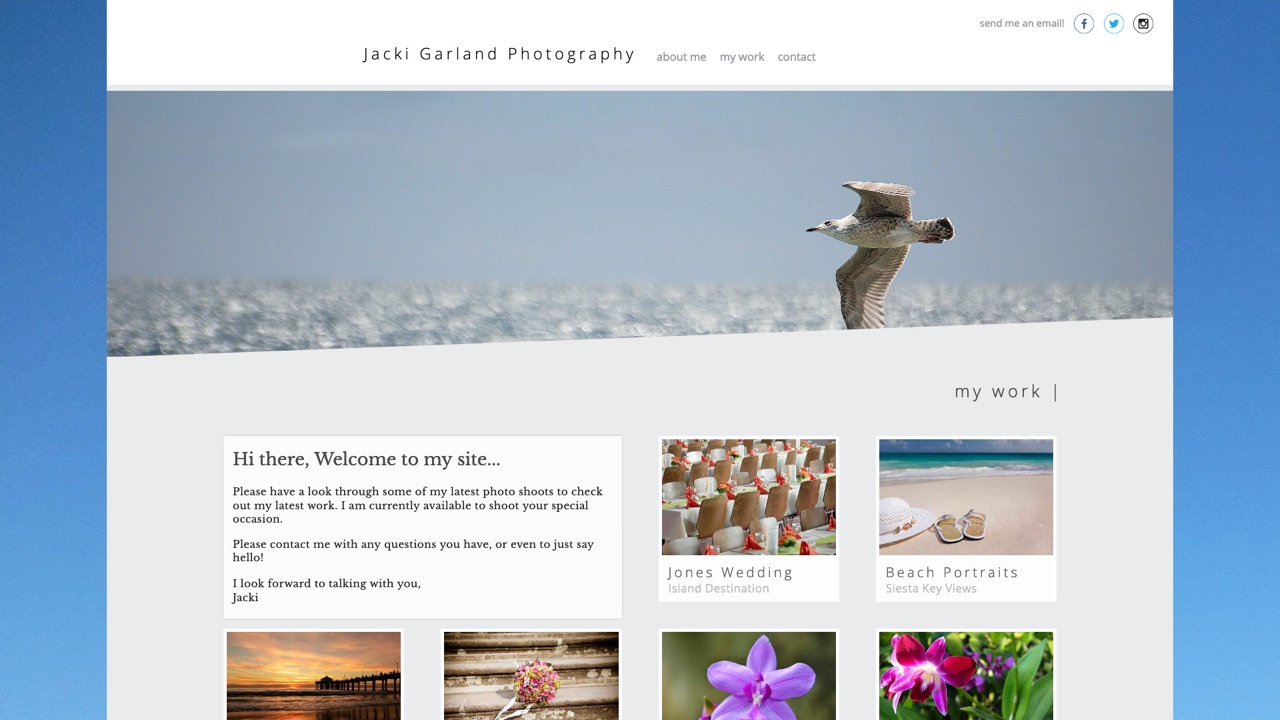 send me an email!
Jacki Garland Photography
about me my work contact
my work |
Hi there, Welcome to my site...
Please have a look through some of my latest photo shoots to check
out my latest work. I am currently available to shoot your special
occasion.
Please contact me with any questions you have, or even to just say
hello!
I look forward to talking with you,
Jacki
Jones Wedding
Island Destination
Beach Portraits
Siesta Key Views